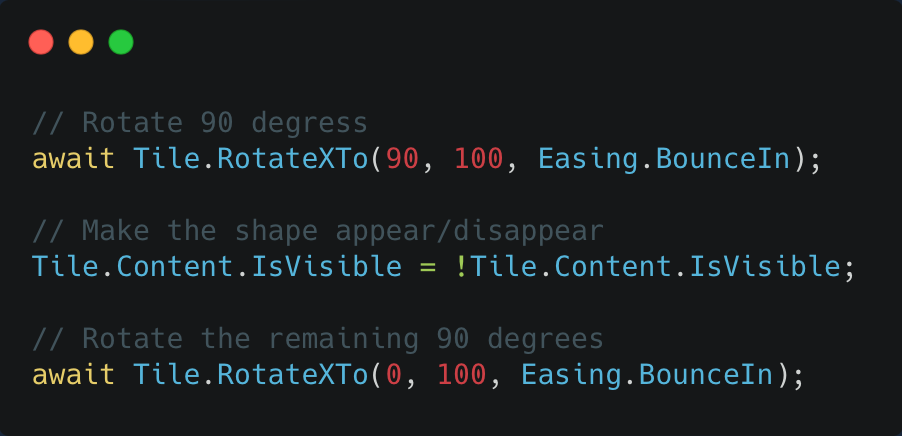 // Rotate 90 degress
await Tile.RotateXTo(90, 100, Easing.BounceIn);
// Make the shape appear/disappear
Tile.Content.IsVisible = !Tile.Content.IsVisible;
// Rotate the remaining 90 degrees
await Tile.RotateXTo(0, 100, Easing.BounceIn);